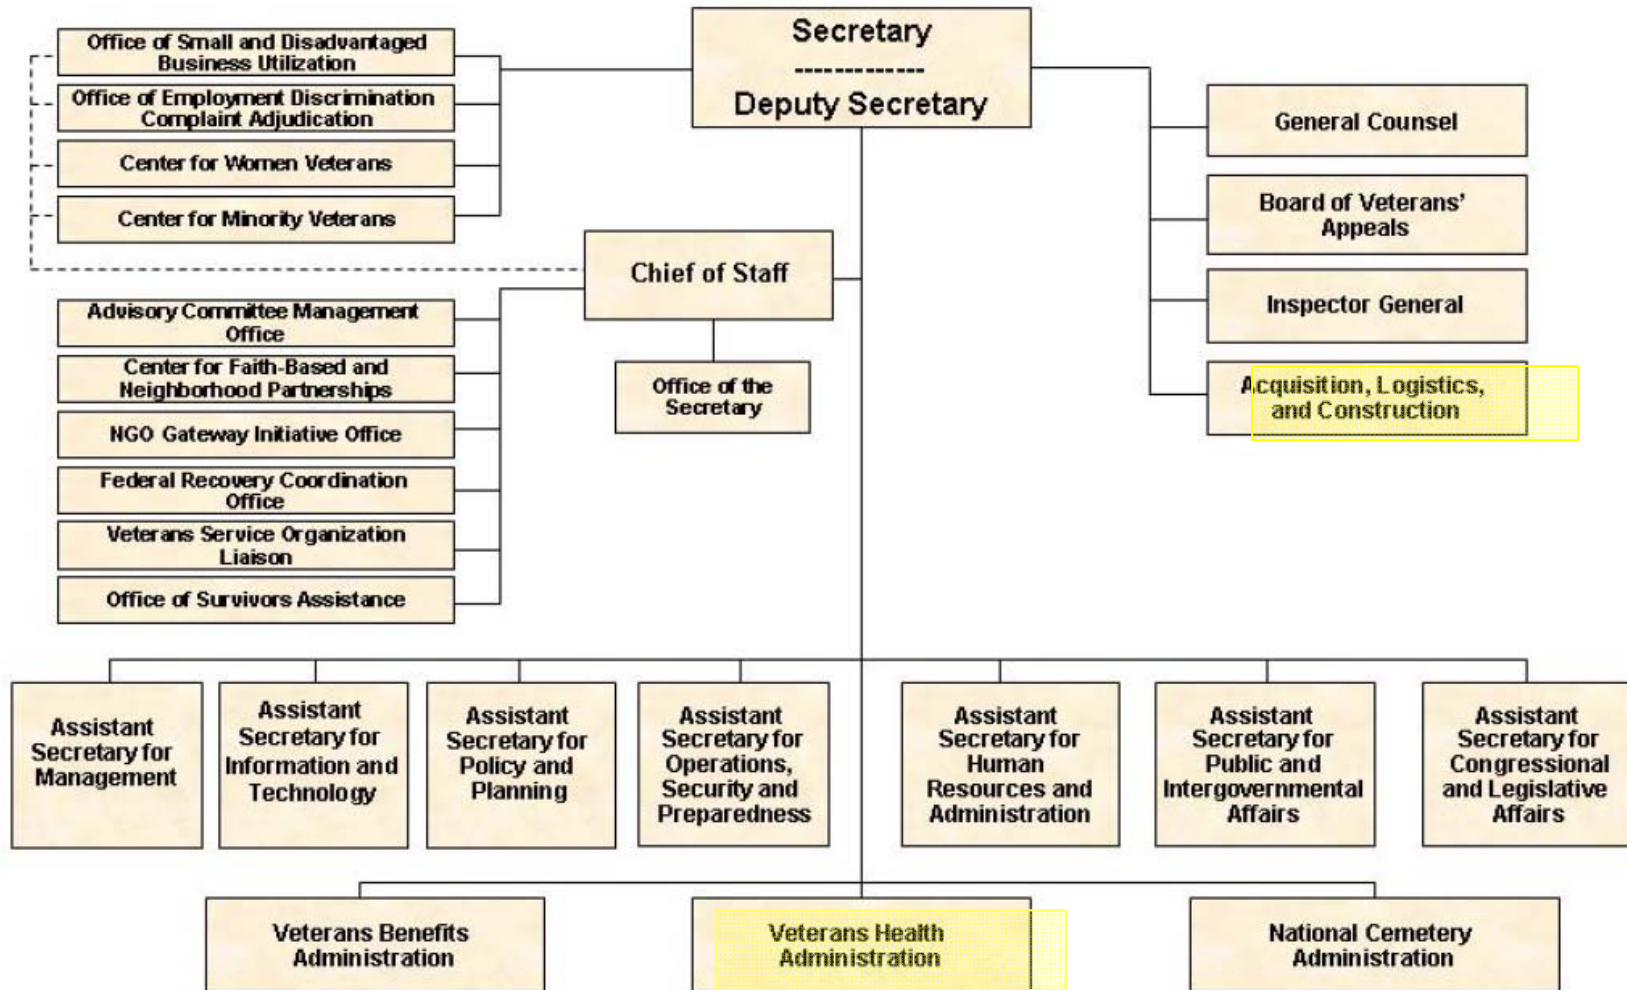 Secretary
-------------
Deputy Secretary
Office of Small and Disadvantaged
Business Utilization
Office of Employment Discrimination
Complaint Adjudication
Center for Women Veterans
Center for Minority Veterans
General Counsel
Board of Veterans'
Appeals
Inspector General
Acquisition, Logistics,
and Construction
Chief of Staff
Office of the
Secretary
Advisory Committee Management
Office
Center for Faith-Based and
Neighborhood Partnerships
NGO Gateway Initiative Office
Federal Recovery Coordination
Office
Veterans Service Organization
Liaison
Office of Survivors Assistance
Assistant
Secretary for
Management
Assistant
Secretary for
Information and
Technology
Assistant
Secretary for
Policy and
Planning
Assistant
Secretary for
Operations,
Security and
Preparedness
Assistant
Secretary for
Human
Resources and
Administration
Assistant
Secretary for
Public and
Intergovernmental
Affairs
Assistant
Secretary for
Congressional
and Legislative
Affairs
Veterans Benefits
Administration
Veterans Health
Administration
National Cemetery
Administration